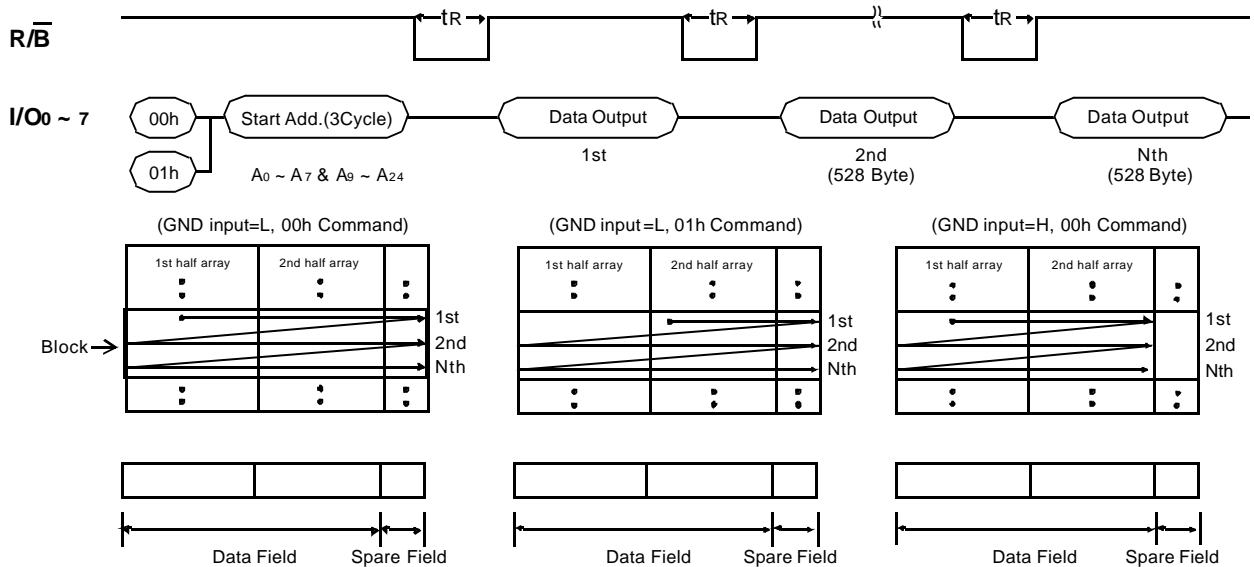 tR tR tR
R/B̅
I/O0 ~ 7 00h Start Add.(3Cycle) Data Output Data Output Data Output
01h A0 ~ A7 & A9 ~ A24 1st 2nd Nth
(528 Byte) (528 Byte)
(GND input=L, 00h Command) (GND input=L, 01h Command) (GND input=H, 00h Command)
1st half array 2nd half array 1st half array 2nd half array 1st half array 2nd half array
1st 1st 1st
Block 2nd 2nd 2nd
Nth Nth Nth
Data Field Spare Field Data Field Spare Field Data Field Spare Field